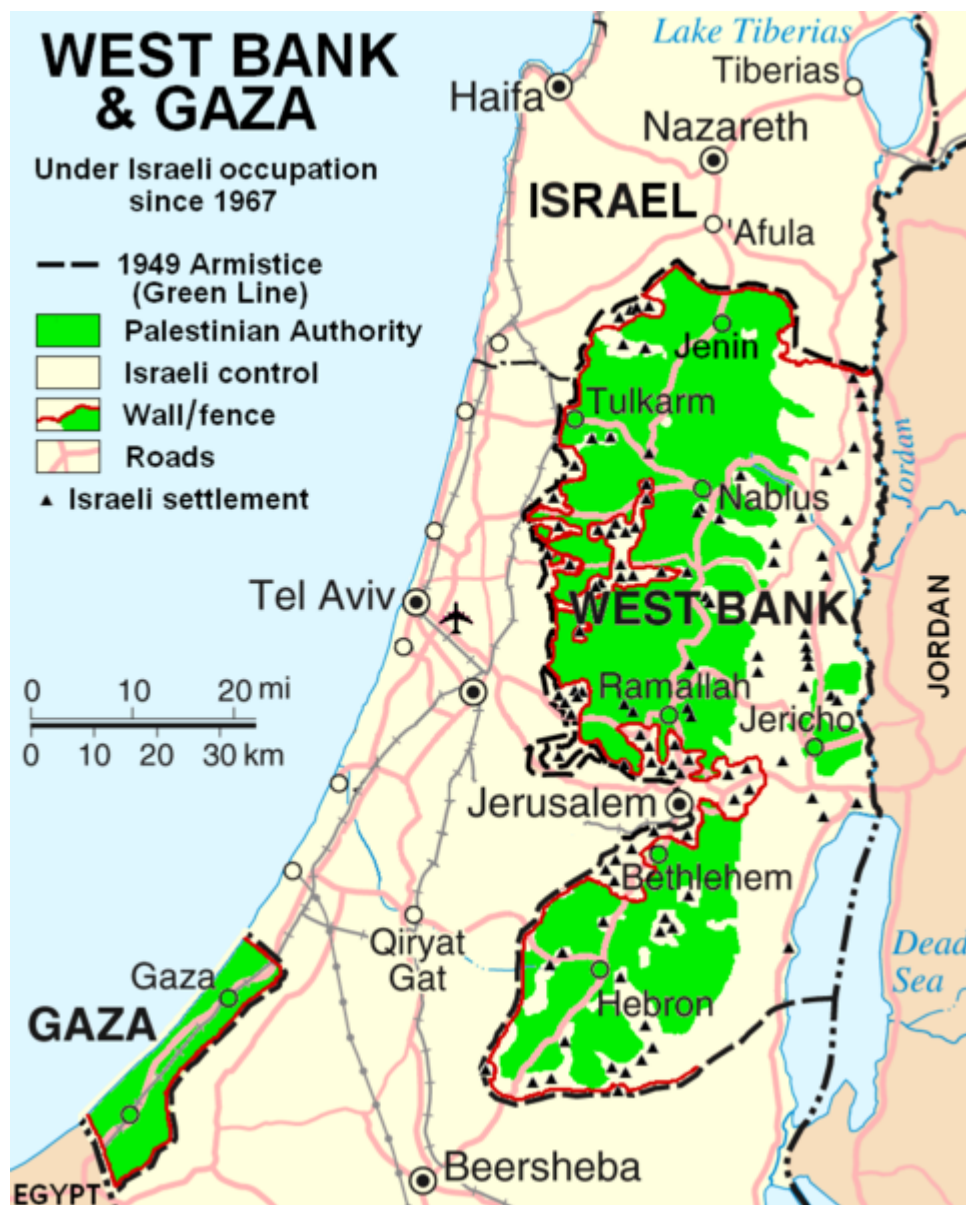 WEST BANK
& GAZA
Under Israeli occupation
since 1967
1949 Armistice
(Green Line)
Palestinian Authority
Israeli control
Wall/fence
Roads
Israeli settlement
Lake Tiberias
Tiberias
Haifa
Nazareth
ISRAEL
'Afula
Jenin
Tulkarm
Nablus
Jordan
Tel Aviv
WEST BANK
JORDAN
0 10 20 mi
0 10 20 30 km
Ramallah
Jericho
Jerusalem
Bethlehem
Qiryat
Gat
Dead
Sea
Gaza
GAZA
Hebron
Beersheba
EGYPT